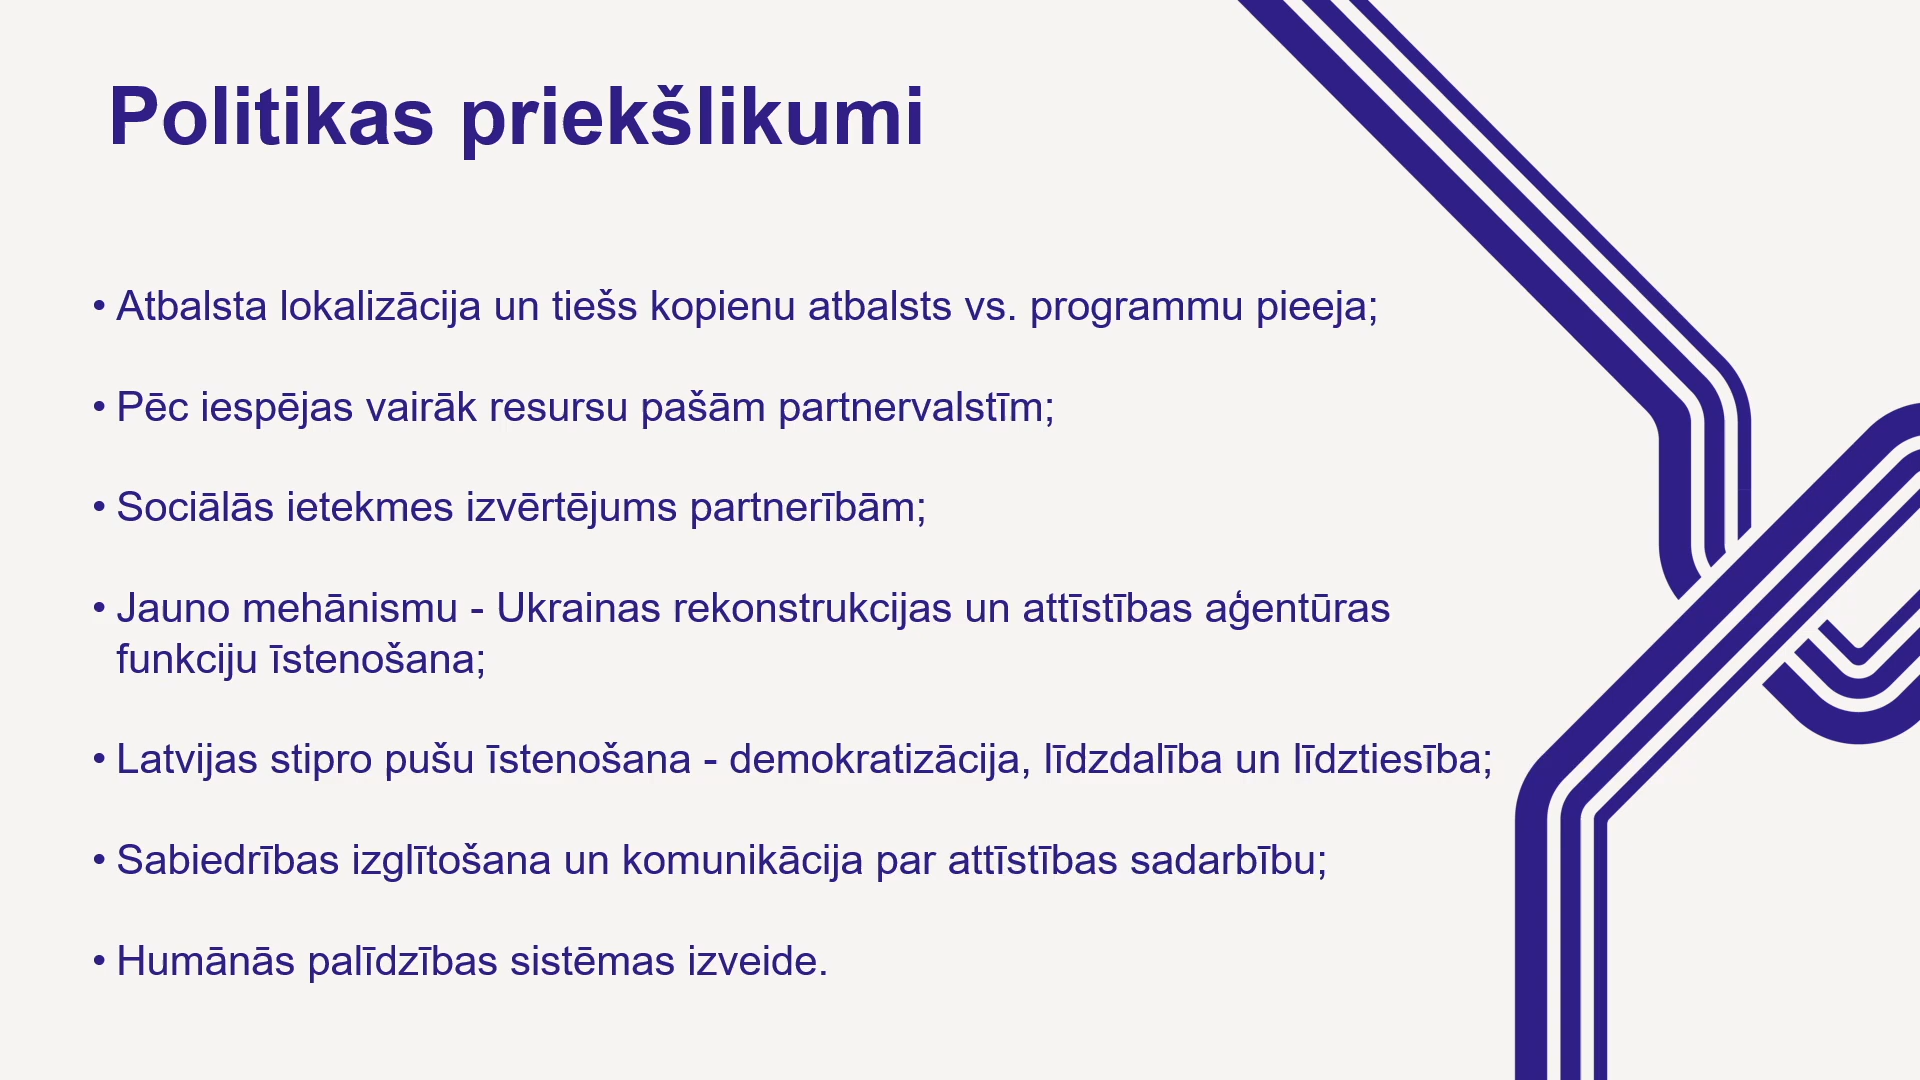 Politikas priekšlikumi
• Atbalsta lokalizācija un tiešs kopienu atbalsts vs. programmu pieeja;
• Pēc iespējas vairāk resursu pašām partnervalstīm;
• Sociālās ietekmes izvērtējums partnerībām;
• Jauno mehānismu - Ukrainas rekonstrukcijas un attīstības aģentūras
funkciju īstenošana;
• Latvijas stipro pušu īstenošana - demokratizācija, līdzdalība un līdztiesība;
• Sabiedrības izglītošana un komunikācija par attīstības sadarbību;
• Humānās palīdzības sistēmas izveide.